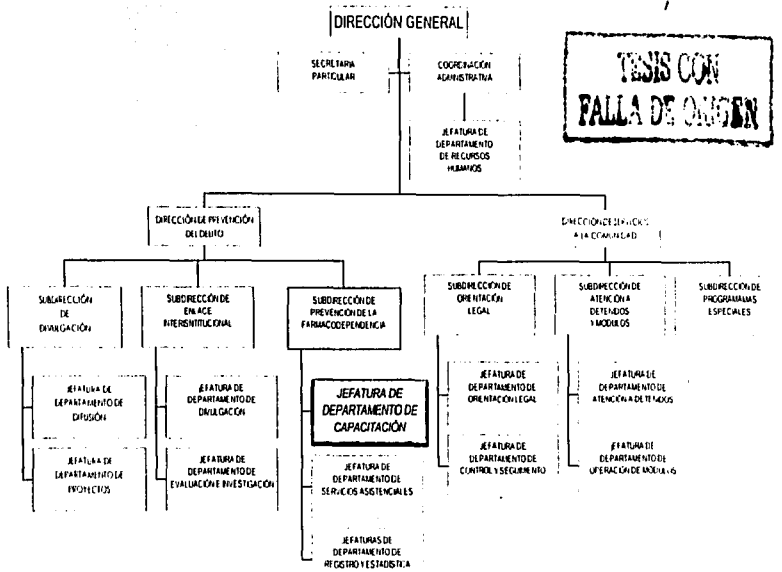 DIRECCIÓN GENERAL
SECRETARIA
PARTICULAR
COORDINACIÓN
ADMINISTRATIVA
JEFATURA DE
DEPARTAMENTO
DE RECURSOS
HUMANOS
TESIS CON
FALLA DE ORIGEN
DIRECCIÓN DE PREVENCIÓN
DEL DELITO
DIRECCIÓN DE SERVICIOS
A LA COMUNIDAD
SUBDIRECCIÓN
DE
DIVULGACIÓN
SUBDIRECCIÓN DE
ENLACE
INTERISNTITUCIONAL
SUBDIRECCIÓN DE
PREVENCIÓN DE LA
FARMACODEPENDENCIA
SUBDIRECCIÓN DE
ORIENTACIÓN
LEGAL
SUBDIRECCIÓN DE
ATENCIÓN A
DETENIDOS
Y MÓDULOS
SUBDIRECCIÓN DE
PROGRAMAMAS
ESPECIALES
JEFATURA DE
DEPARTAMENTO DE
DIFUSIÓN
JEFATURA DE
DEPARTAMENTO DE
DIVULGACIÓN
JEFATURA DE
DEPARTAMENTO DE
CAPACITACIÓN
JEFATURA DE
DEPARTAMENTO DE
ORIENTACIÓN LEGAL
JEFATURA DE
DEPARTAMENTO DE
ATENCIÓN A DETENIDOS
JEFATURA DE
DEPARTAMENTO DE
PROYECTOS
JEFATURA DE
DEPARTAMENTO DE
EVALUACIÓN E INVESTIGACIÓN
JEFATURA DE
DEPARTAMENTO DE
SERVICIOS ASISTENCIALES
JEFATURA DE
DEPARTAMENTO DE
CONTROL Y SEGUIMIENTO
JEFATURA DE
DEPARTAMENTO DE
OPERACIÓN DE MÓDULOS
JEFATURAS DE
DEPARTAMENTO DE
REGISTRO Y ESTADÍSTICA